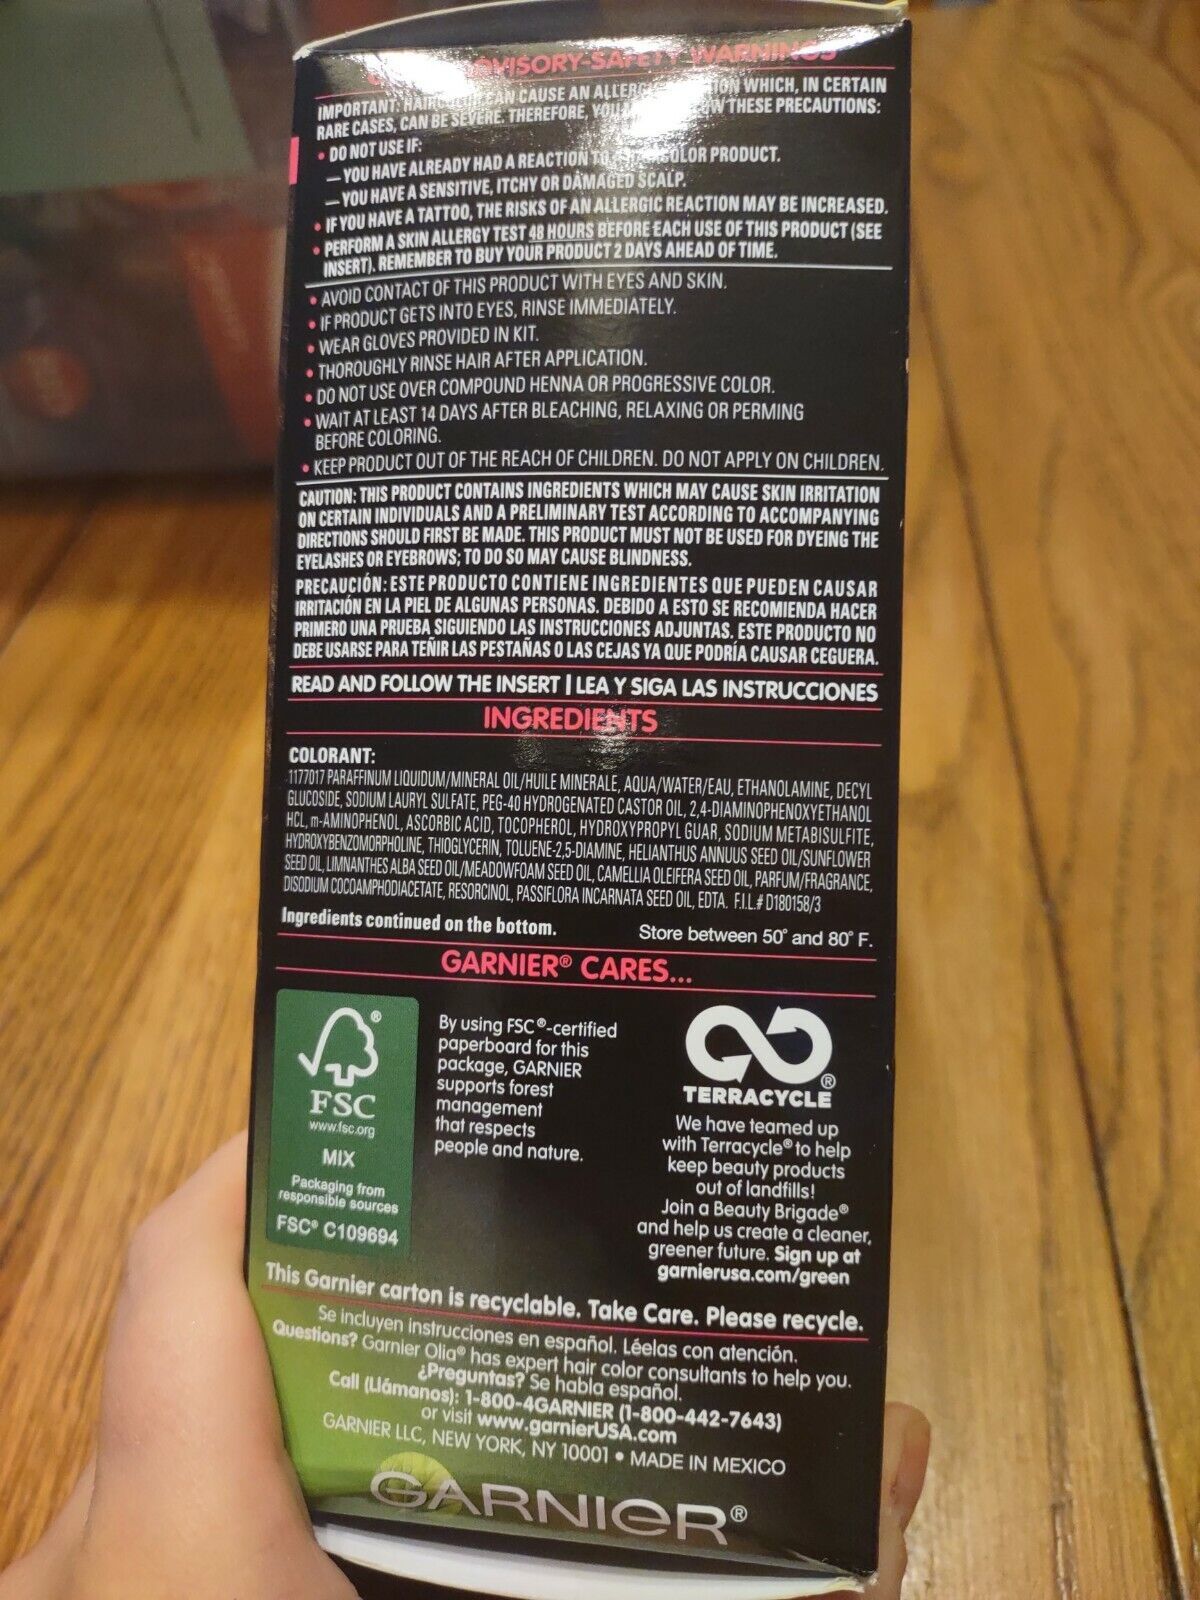 ADVISORY-SAFETY WARNINGS
IMPORTANT: HAIRCOLOR CAN CAUSE AN ALLERGIC WHICH, IN CERTAIN
RARE CASES, CAN BE SEVERE. THEREFORE, YOU THESE PRECAUTIONS:
• DO NOT USE IF:
— YOU HAVE ALREADY HAD A REACTION TO COLOR PRODUCT.
— YOU HAVE A SENSITIVE, ITCHY OR DAMAGED SCALP.
• IF YOU HAVE A TATTOO, THE RISKS OF AN ALLERGIC REACTION MAY BE INCREASED.
• PERFORM A SKIN ALLERGY TEST 48 HOURS BEFORE EACH USE OF THIS PRODUCT (SEE
INSERT). REMEMBER TO BUY YOUR PRODUCT 2 DAYS AHEAD OF TIME.
• AVOID CONTACT OF THIS PRODUCT WITH EYES AND SKIN.
• IF PRODUCT GETS INTO EYES, RINSE IMMEDIATELY.
• WEAR GLOVES PROVIDED IN KIT.
• THOROUGHLY RINSE HAIR AFTER APPLICATION.
• DO NOT USE OVER COMPOUND HENNA OR PROGRESSIVE COLOR.
• WAIT AT LEAST 14 DAYS AFTER BLEACHING, RELAXING OR PERMING
BEFORE COLORING.
• KEEP PRODUCT OUT OF THE REACH OF CHILDREN. DO NOT APPLY ON CHILDREN.
CAUTION: THIS PRODUCT CONTAINS INGREDIENTS WHICH MAY CAUSE SKIN IRRITATION
ON CERTAIN INDIVIDUALS AND A PRELIMINARY TEST ACCORDING TO ACCOMPANYING
DIRECTIONS SHOULD FIRST BE MADE. THIS PRODUCT MUST NOT BE USED FOR DYEING THE
EYELASHES OR EYEBROWS; TO DO SO MAY CAUSE BLINDNESS.
PRECAUCIÓN: ESTE PRODUCTO CONTIENE INGREDIENTES QUE PUEDEN CAUSAR
IRRITACIÓN EN LA PIEL DE ALGUNAS PERSONAS. DEBIDO A ESTO SE RECOMIENDA HACER
PRIMERO UNA PRUEBA SIGUIENDO LAS INSTRUCCIONES ADJUNTAS. ESTE PRODUCTO NO
DEBE USARSE PARA TEÑIR LAS PESTAÑAS O LAS CEJAS YA QUE PODRÍA CAUSAR CEGUERA.
READ AND FOLLOW THE INSERT | LEA Y SIGA LAS INSTRUCCIONES
INGREDIENTS
COLORANT:
1177017 PARAFFINUM LIQUIDUM/MINERAL OIL/HUILE MINERALE, AQUA/WATER/EAU, ETHANOLAMINE, DECYL
GLUCOSIDE, SODIUM LAURYL SULFATE, PEG-40 HYDROGENATED CASTOR OIL, 2,4-DIAMINOPHENOXYETHANOL
HCL, m-AMINOPHENOL, ASCORBIC ACID, TOCOPHEROL, HYDROXYPROPYL GUAR, SODIUM METABISULFITE,
HYDROXYBENZOMORPHOLINE, THIOGLYCERIN, TOLUENE-2,5-DIAMINE, HELIANTHUS ANNUUS SEED OIL/SUNFLOWER
SEED OIL, LIMNANTHES ALBA SEED OIL/MEADOWFOAM SEED OIL, CAMELLIA OLEIFERA SEED OIL, PARFUM/FRAGRANCE,
DISODIUM COCOAMPHODIACETATE, RESORCINOL, PASSIFLORA INCARNATA SEED OIL, EDTA. F.I.L.# D180158/3
Ingredients continued on the bottom.
Store between 50° and 80° F.
GARNIER® CARES...
®
FSC
www.fsc.org
MIX
Packaging from
responsible sources
FSC® C109694
By using FSC®-certified
paperboard for this
package, GARNIER
supports forest
management
that respects
people and nature.
®
TERRACYCLE
We have teamed up
with Terracycle® to help
keep beauty products
out of landfills!
Join a Beauty Brigade®
and help us create a cleaner,
greener future. Sign up at
garnierusa.com/green
This Garnier carton is recyclable. Take Care. Please recycle.
Se incluyen instrucciones en español. Léelas con atención.
Questions? Garnier Olia® has expert hair color consultants to help you.
¿Preguntas? Se habla español.
Call (Llámanos): 1-800-4GARNIER (1-800-442-7643)
or visit www.garnierUSA.com
GARNIER LLC, NEW YORK, NY 10001 • MADE IN MEXICO
GARNIER®